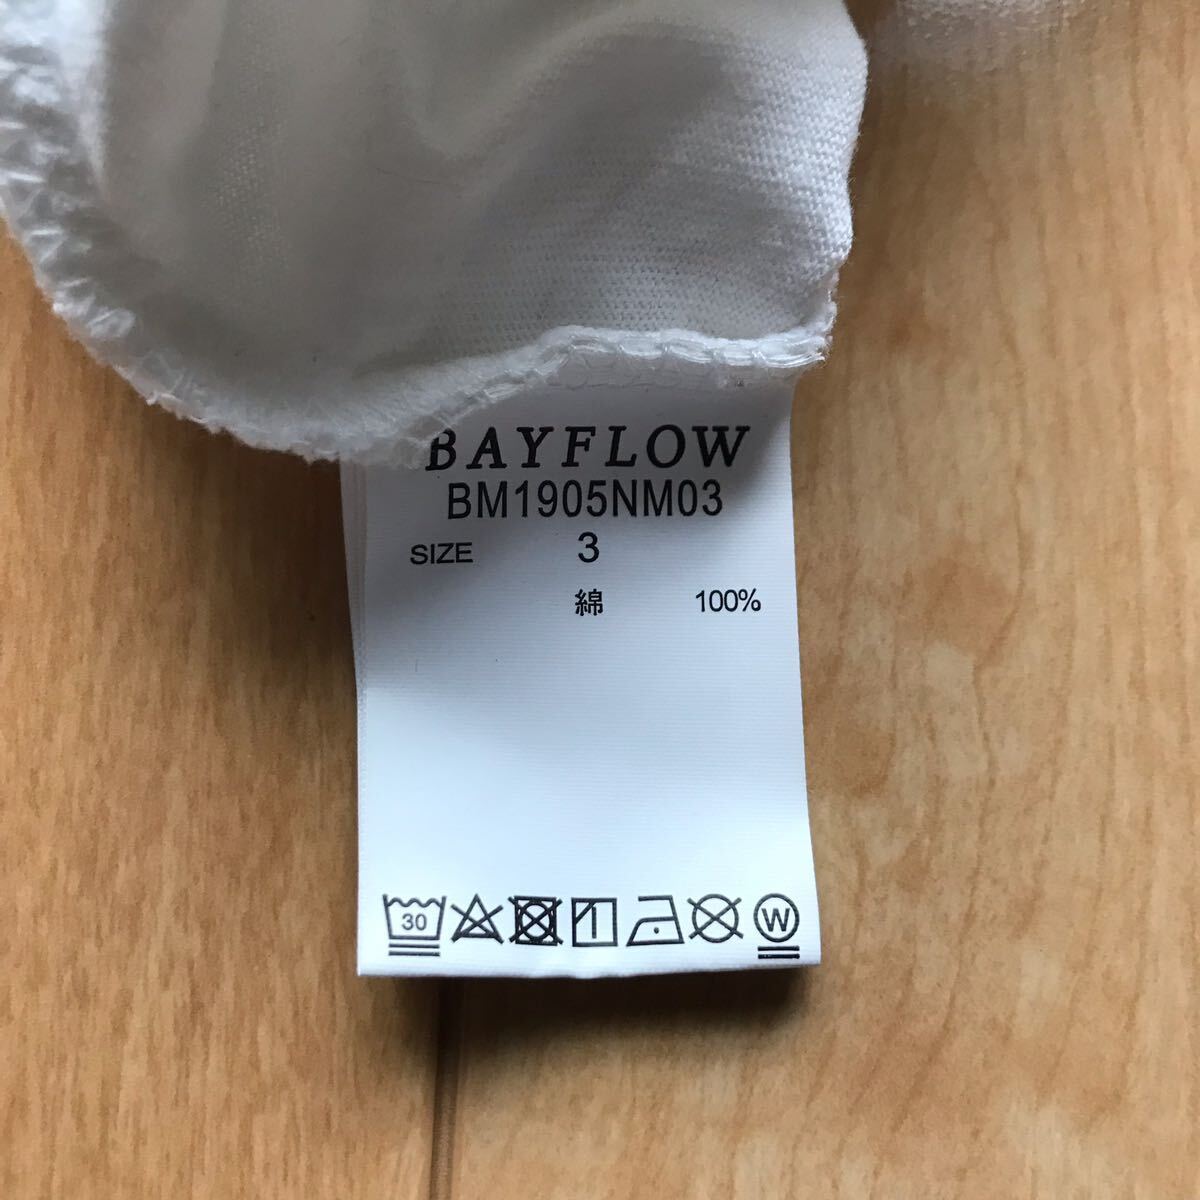 BAYFLOW
BM1905NM03
SIZE 3
綿 100%
30 W